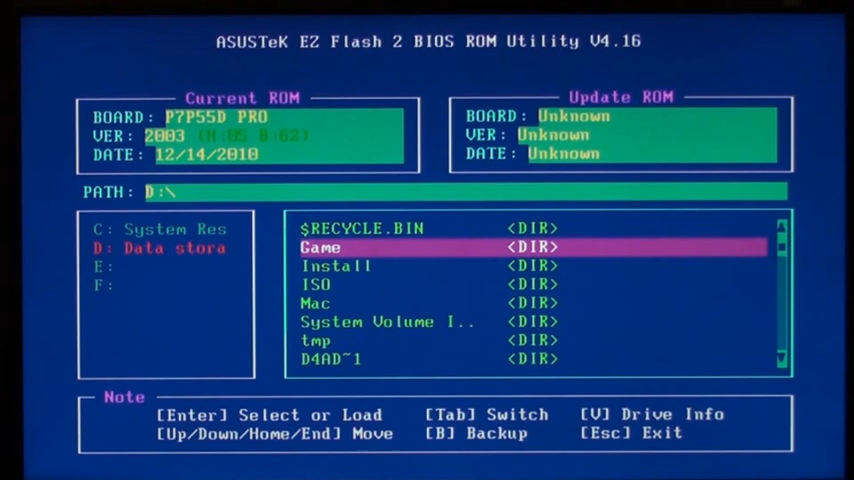 ASUSTeK EZ Flash 2 BIOS ROM Utility V4.16
Current ROM
BOARD: P7P55D PRO
VER: 2003 (H:05 B:02)
DATE: 12/14/2010
Update ROM
BOARD: Unknown
VER: Unknown
DATE: Unknown
PATH: D:\
C: System Res
D: Data stora
E:
F:
$RECYCLE.BIN <DIR>
Game <DIR>
Install <DIR>
ISO <DIR>
Mac <DIR>
System Volume I.. <DIR>
tmp <DIR>
D4AD~1 <DIR>
Note
[Enter] Select or Load [Tab] Switch [V] Drive Info
[Up/Down/Home/End] Move [B] Backup [Esc] Exit